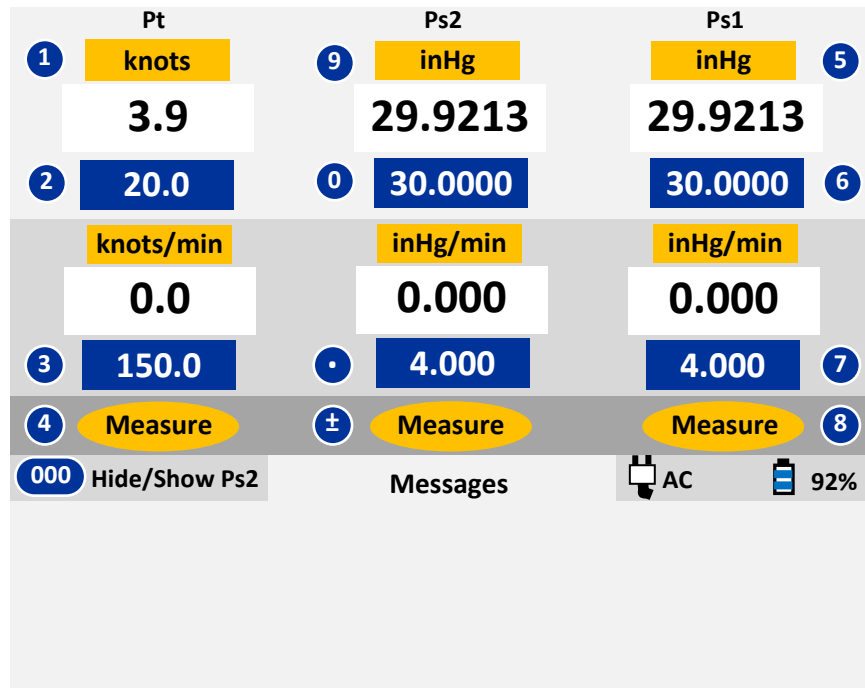 Pt Ps2 Ps1
1 knots 9 inHg inHg 5
3.9 29.9213 29.9213
2 20.0 0 30.0000 30.0000 6
knots/min inHg/min inHg/min
0.0 0.000 0.000
3 150.0 • 4.000 4.000 7
4 Measure ± Measure Measure 8
000 Hide/Show Ps2 Messages AC 92%